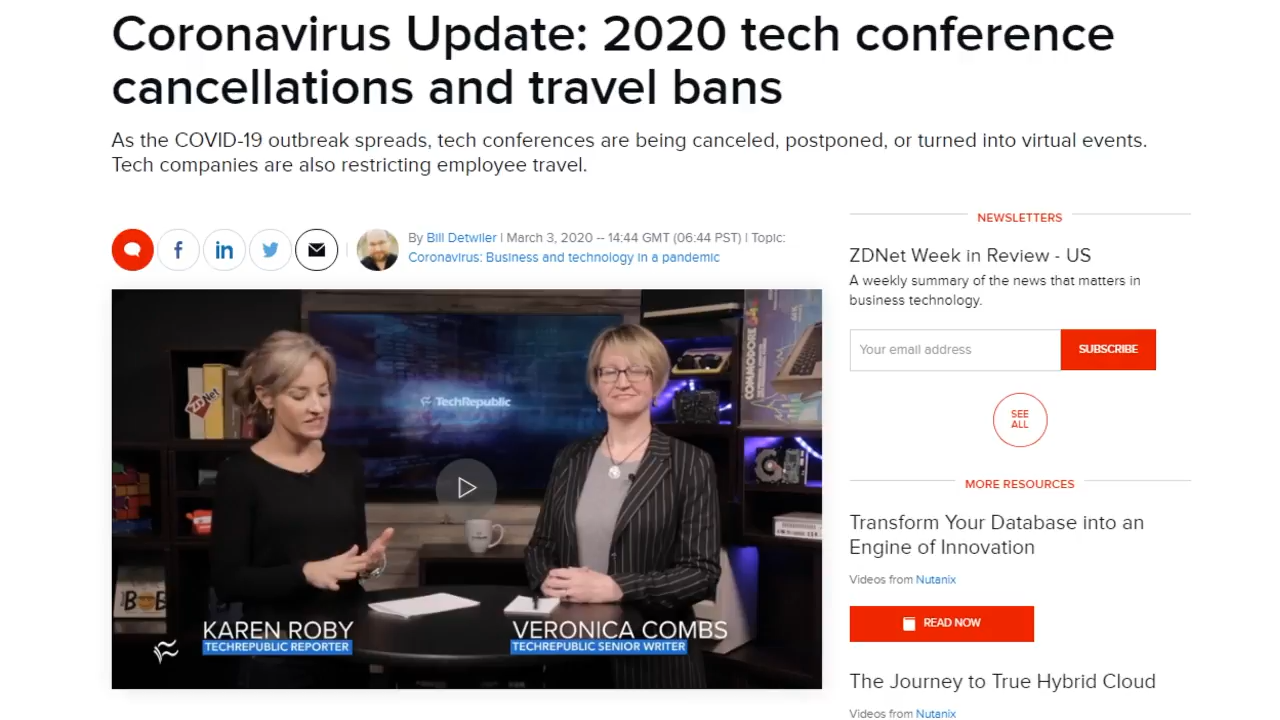 Coronavirus Update: 2020 tech conference
cancellations and travel bans
As the COVID-19 outbreak spreads, tech conferences are being canceled, postponed, or turned into virtual events.
Tech companies are also restricting employee travel.
By Bill Detwiler | March 3, 2020 -- 14:44 GMT (06:44 PST) | Topic:
Coronavirus: Business and technology in a pandemic
ZDNet
TechRepublic
COMMODORE 64
KAREN ROBY
TECHREPUBLIC REPORTER
VERONICA COMBS
TECHREPUBLIC SENIOR WRITER
NEWSLETTERS
ZDNet Week in Review - US
A weekly summary of the news that matters in
business technology.
Your email address
SUBSCRIBE
SEE
ALL
MORE RESOURCES
Transform Your Database into an
Engine of Innovation
Videos from Nutanix
READ NOW
The Journey to True Hybrid Cloud
Videos from Nutanix